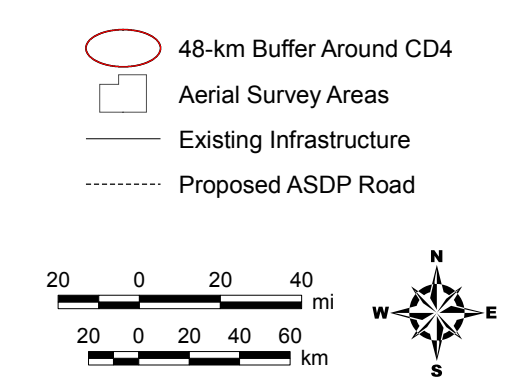 48-km Buffer Around CD4
Aerial Survey Areas
Existing Infrastructure
Proposed ASDP Road
20 0 20 40
mi
20 0 20 40 60
km
N
W E
S